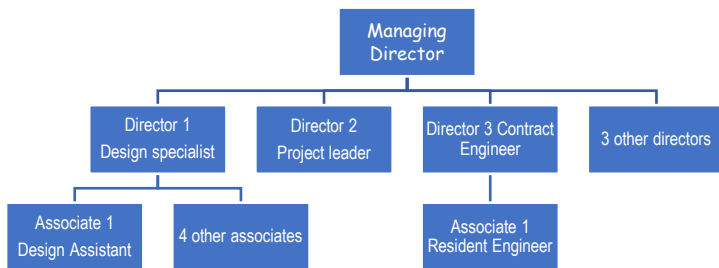 Managing
Director
Director 1
Design specialist
Director 2
Project leader
Director 3 Contract
Engineer
3 other directors
Associate 1
Design Assistant
4 other associates
Associate 1
Resident Engineer